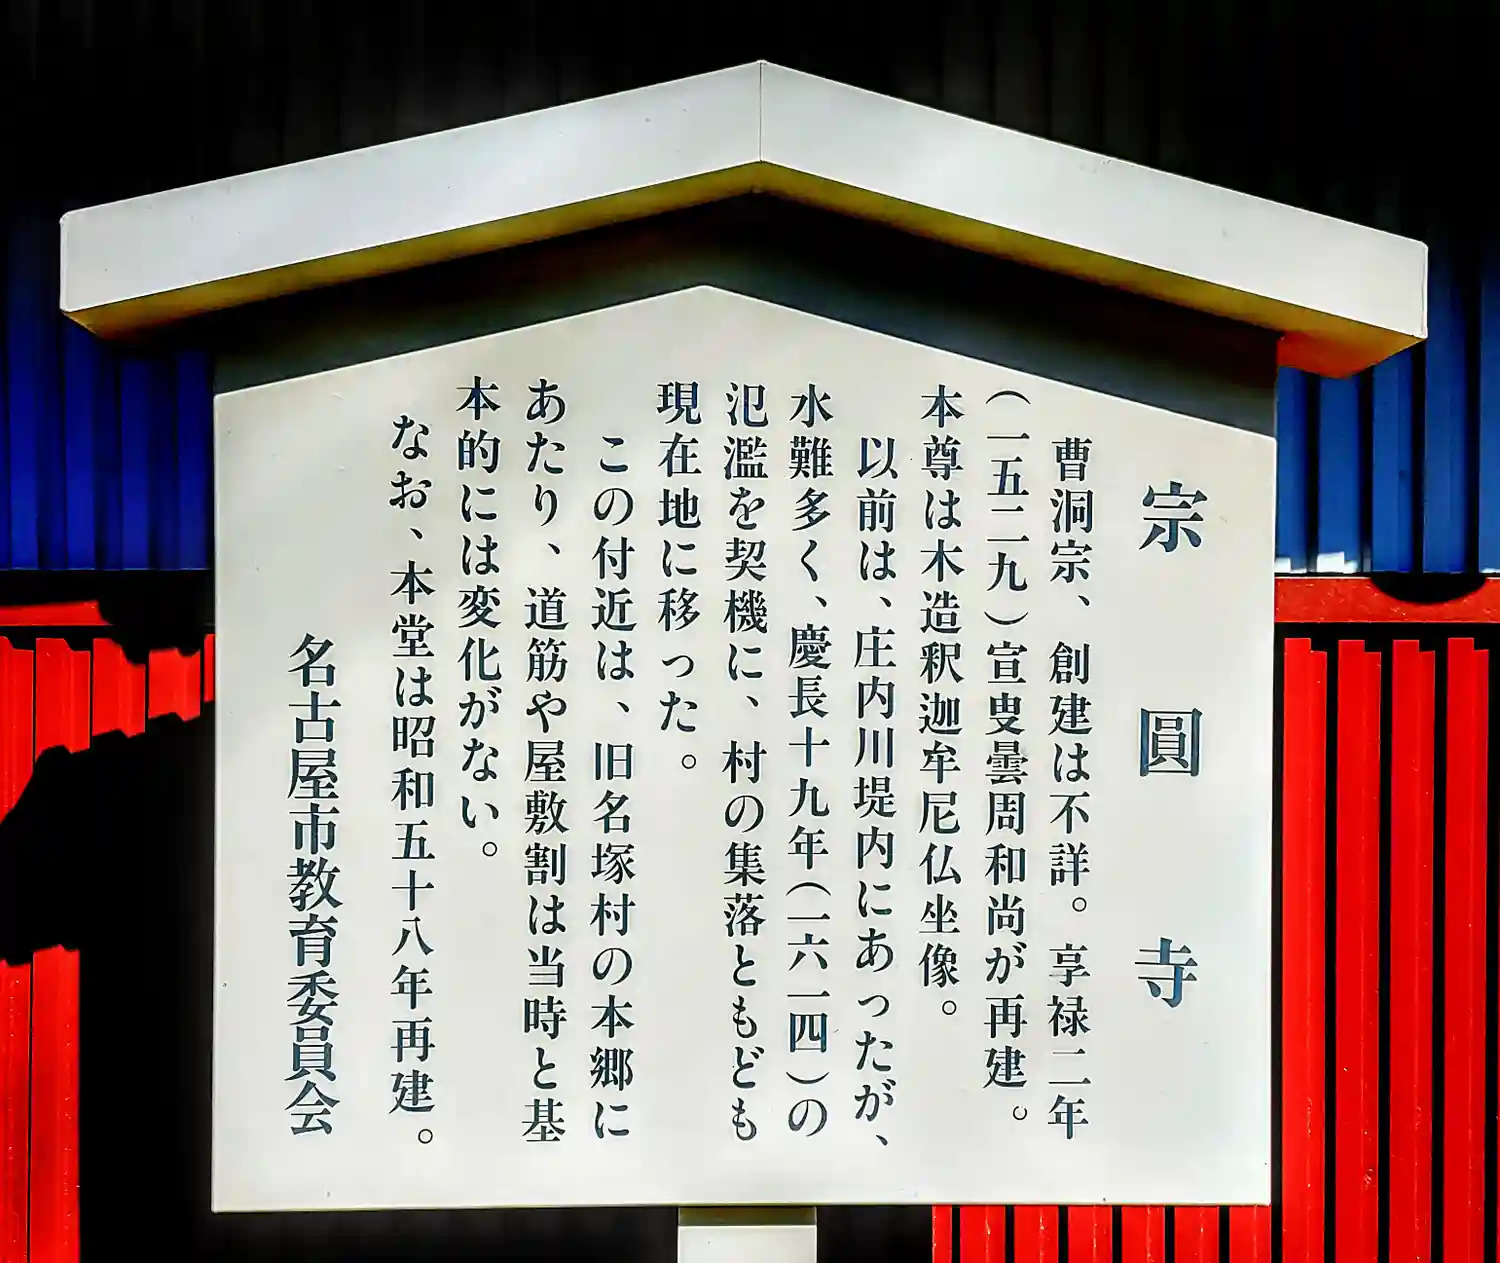 宗圓寺
曹洞宗、創建は不詳。享禄二年
(一五二九)宣叟曇周和尚が再建。
本尊は木造釈迦牟尼仏坐像。
以前は、庄内川堤内にあったが、
水難多く、慶長十九年(一六一四)の
氾濫を契機に、村の集落ともども
現在地に移った。
この付近は、旧名塚村の本郷に
あたり、道筋や屋敷割は当時と基
本的には変化がない。
なお、本堂は昭和五十八年再建。
名古屋市教育委員会